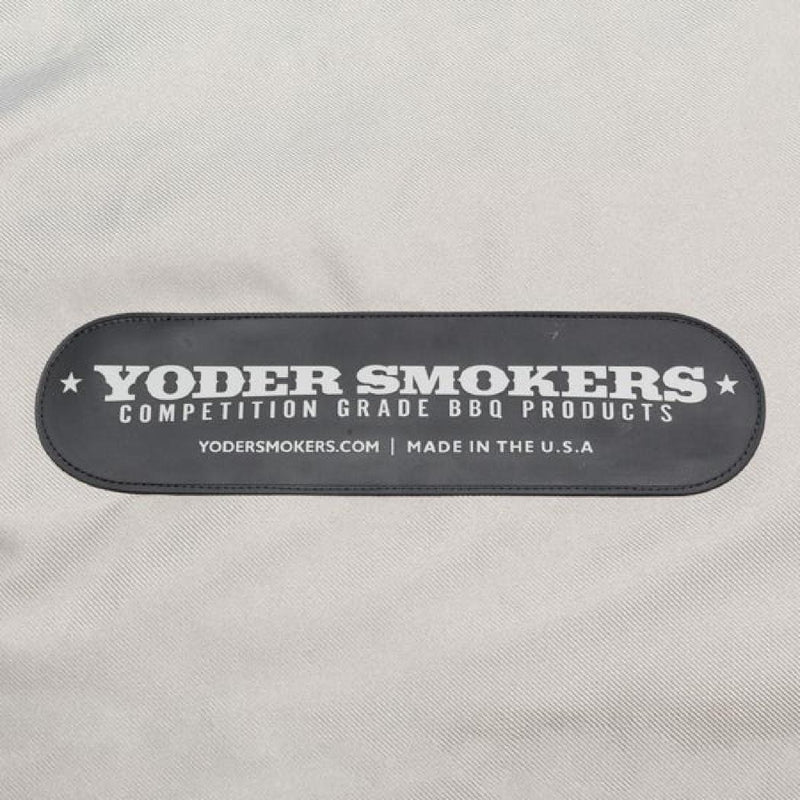 ★ YODER SMOKERS ★
COMPETITION GRADE BBQ PRODUCTS
YODERSMOKERS.COM | MADE IN THE U.S.A